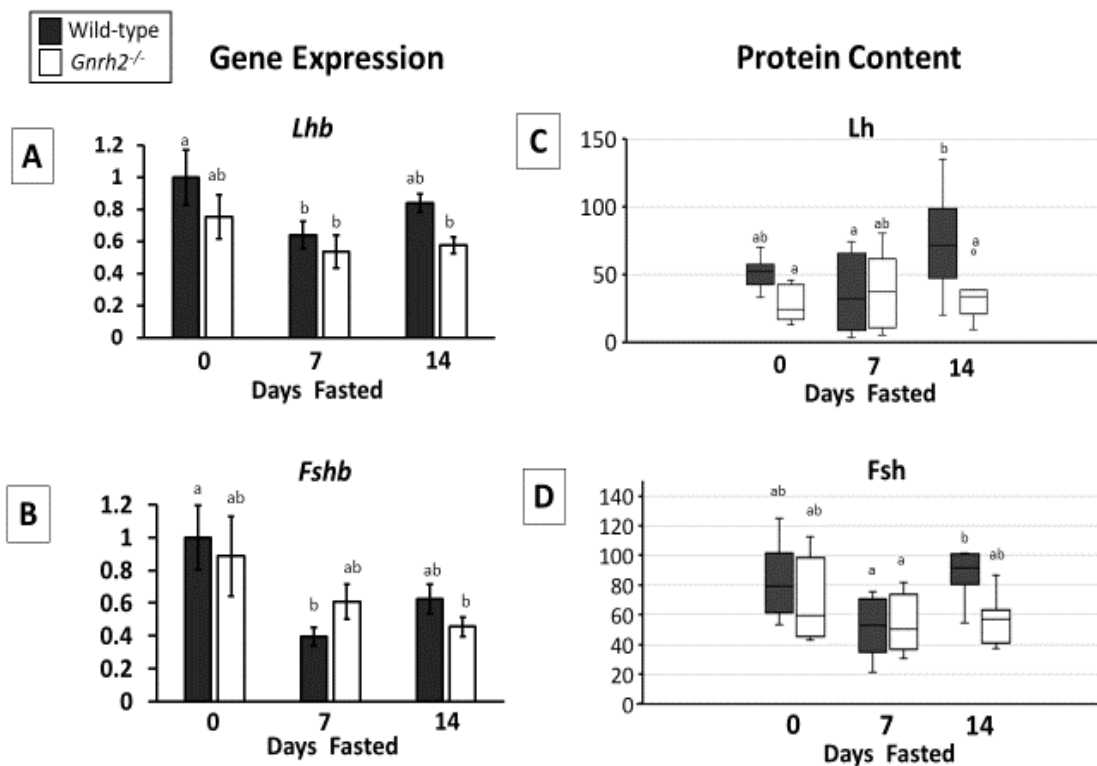 Wild-type
Gnrh2-/-
Gene Expression
Protein Content
A
Lhb
1.2
1
0.8
0.6
0.4
0.2
0
a
ab
b
b
ab
b
0 7 14
Days Fasted
C
Lh
150
100
50
0
ab
a
a
ab
b
a
0 7 14
Days Fasted
B
Fshb
1.2
1
0.8
0.6
0.4
0.2
0
a
ab
b
ab
ab
b
0 7 14
Days Fasted
D
Fsh
140
120
100
80
60
40
20
0
ab
ab
a
a
b
ab
0 7 14
Days Fasted